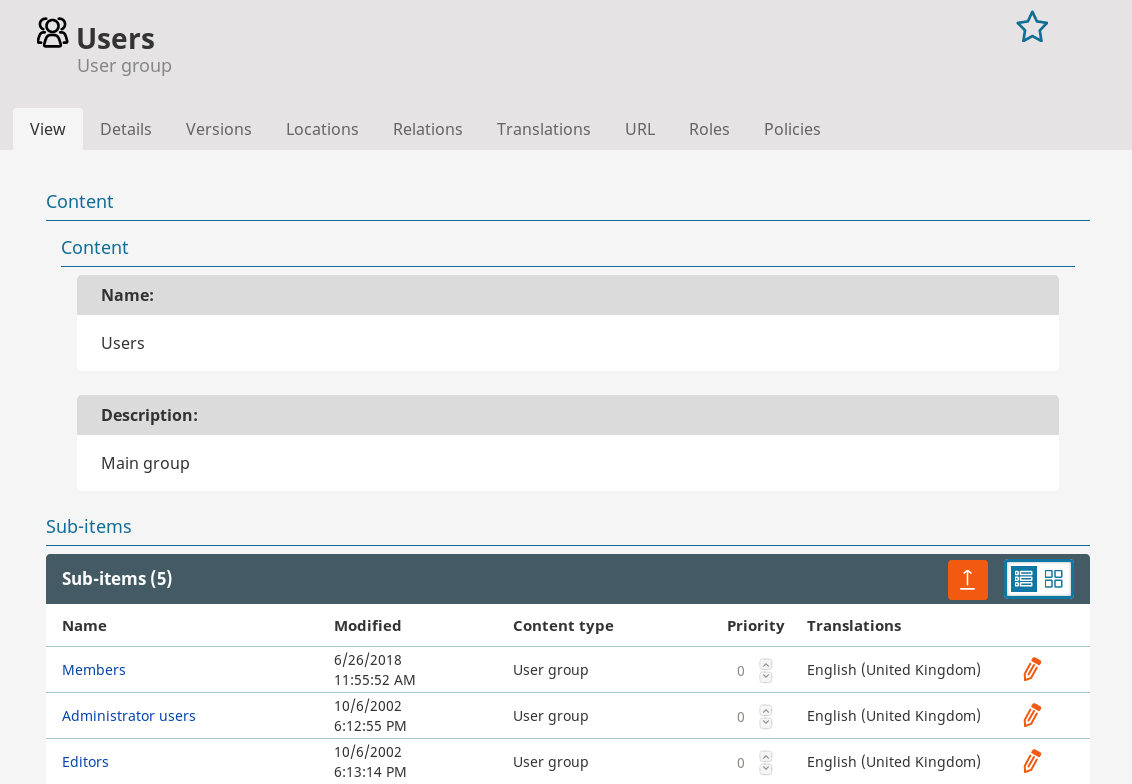 Users
User group
View Details Versions Locations Relations Translations URL Roles Policies
Content
Content
Name:
Users
Description:
Main group
Sub-items
Sub-items (5)
Name Modified Content type Priority Translations
Members 6/26/2018 11:55:52 AM User group 0 English (United Kingdom)
Administrator users 10/6/2002 6:12:55 PM User group 0 English (United Kingdom)
Editors 10/6/2002 6:13:14 PM User group 0 English (United Kingdom)